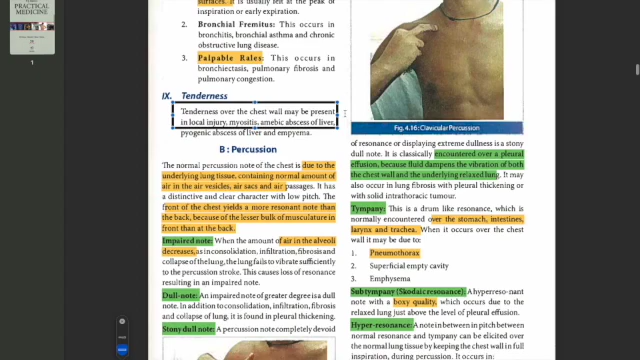 PRACTICAL
MEDICINE
1
surfaces. It is usually felt at the peak of
inspiration or early expiration.
2. Bronchial Fremitus: This occurs in
bronchitis, bronchial asthma and chronic
obstructive lung disease.
3. Palpable Rales: This occurs in
bronchiectasis, pulmonary fibrosis and
pulmonary congestion.
IX. Tenderness
Tenderness over the chest wall may be present
in local injury, myositis, amebic abscess of liver,
pyogenic abscess of liver and empyema.
B : Percussion
The normal percussion note of the chest is due to the
underlying lung tissue, containing normal amount of
air in the air vesicles, air sacs and air passages. It has
a distinctive and clear character with low pitch. The
front of the chest yields a more resonant note than
the back, because of the lesser bulk of musculature in
front than at the back.
Impaired note: When the amount of air in the alveoli
decreases, as in consolidation, infiltration, fibrosis and
collapse of the lung, the lung fails to vibrate sufficiently
to the percussion stroke. This causes loss of resonance
resulting in an impaired note.
Dull-note: An impaired note of greater degree is a dull
note. In addition to consolidation, infiltration, fibrosis
and collapse of lung, it is found in pleural thickening.
Stony dull note: A percussion note completely devoid
Fig. 4.16: Clavicular Percussion
of resonance or displaying extreme dullness is a stony
dull note. It is classically encountered over a pleural
effusion, because fluid dampens the vibration of both
the chest wall and the underlying relaxed lung. It may
also occur in lung fibrosis with pleural thickening or
with solid intrathoracic tumour.
Tympany: This is a drum like resonance, which is
normally encountered over the stomach, intestines,
larynx and trachea. When it occurs over the chest
wall it may be due to:
1. Pneumothorax
2. Superficial empty cavity
3. Emphysema
Subtympany (Skodaic resonance): A hyperreso-nant
note with a boxy quality, which occurs due to the
relaxed lung just above the level of pleural effusion.
Hyper-resonance: A note in between in pitch between
normal resonance and tympany can be elicited over
the normal lung tissue by keeping the chest wall in full
inspiration, during percussion. It occurs in: